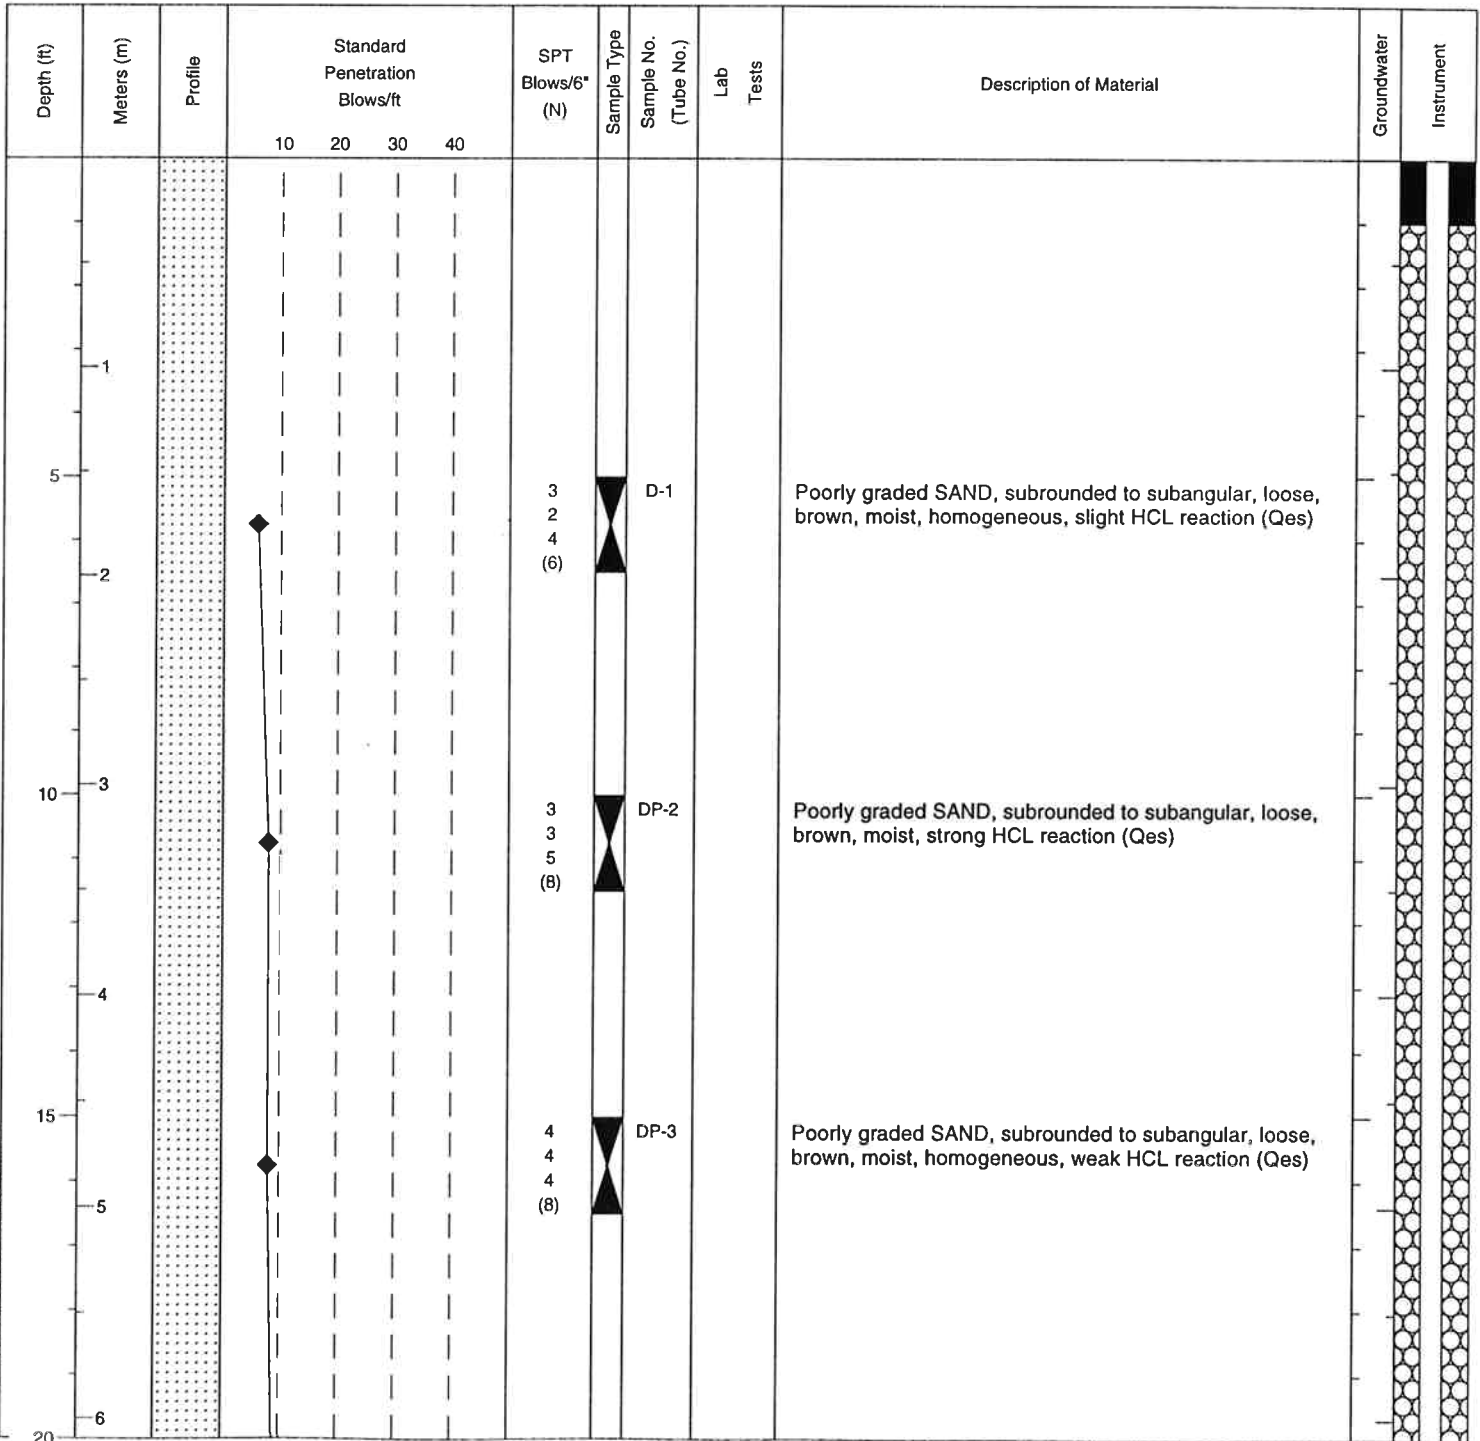 Depth (ft)
Meters (m)
Profile
Standard
Penetration
Blows/ft
10 20 30 40
SPT
Blows/6"
(N)
Sample Type
Sample No.
(Tube No.)
Lab
Tests
Description of Material
Groundwater
Instrument
1
5
3
2
4
(6)
D-1
Poorly graded SAND, subrounded to subangular, loose,
brown, moist, homogeneous, slight HCL reaction (Qes)
2
3
10
3
3
5
(8)
DP-2
Poorly graded SAND, subrounded to subangular, loose,
brown, moist, strong HCL reaction (Qes)
4
15
4
4
4
(8)
DP-3
Poorly graded SAND, subrounded to subangular, loose,
brown, moist, homogeneous, weak HCL reaction (Qes)
5
6
20